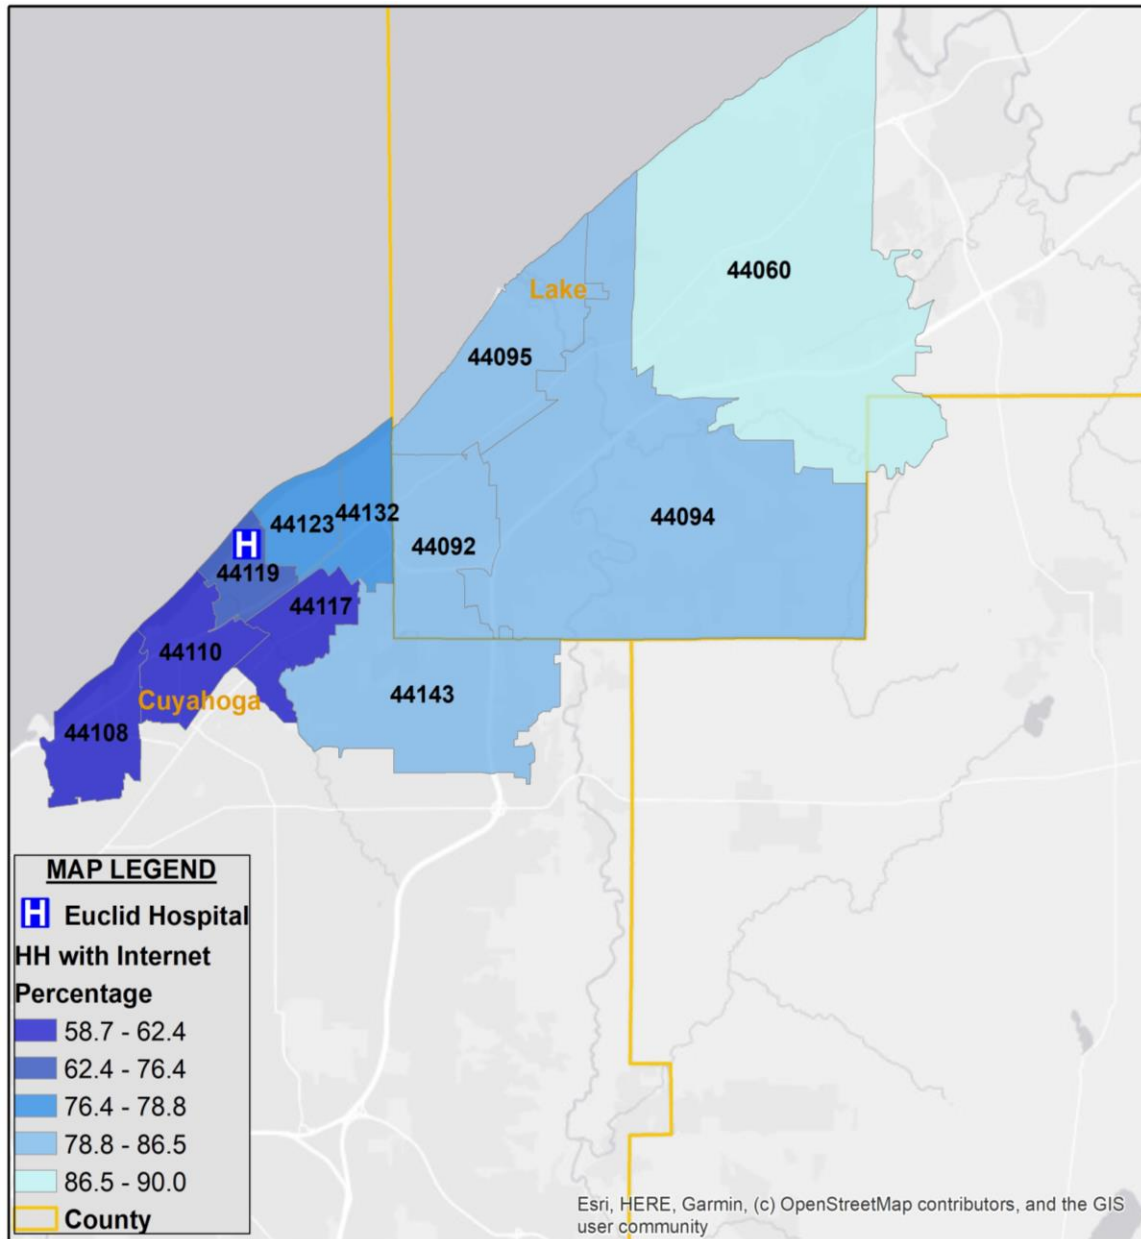 44060
Lake
44095
44123
44132
44094
44092
H
44119
44117
44110
44143
Cuyahoga
44108
MAP LEGEND
H Euclid Hospital
HH with Internet
Percentage
58.7 - 62.4
62.4 - 76.4
76.4 - 78.8
78.8 - 86.5
86.5 - 90.0
County
Esri, HERE, Garmin, (c) OpenStreetMap contributors, and the GIS
user community